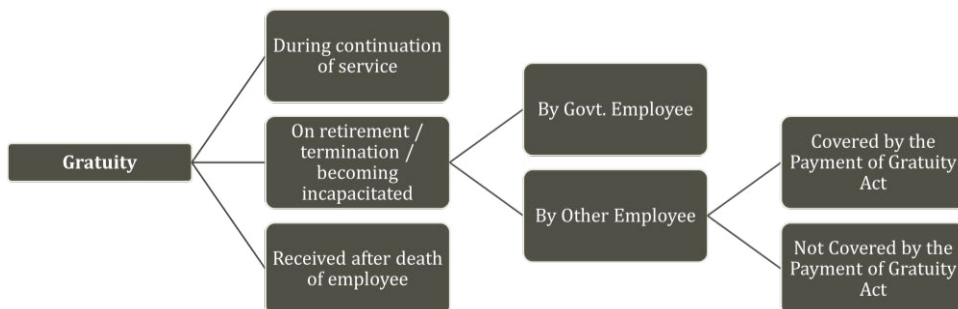 Gratuity
During continuation
of service
On retirement /
termination /
becoming
incapacitated
Received after death
of employee
By Govt. Employee
By Other Employee
Covered by the
Payment of Gratuity
Act
Not Covered by the
Payment of Gratuity
Act